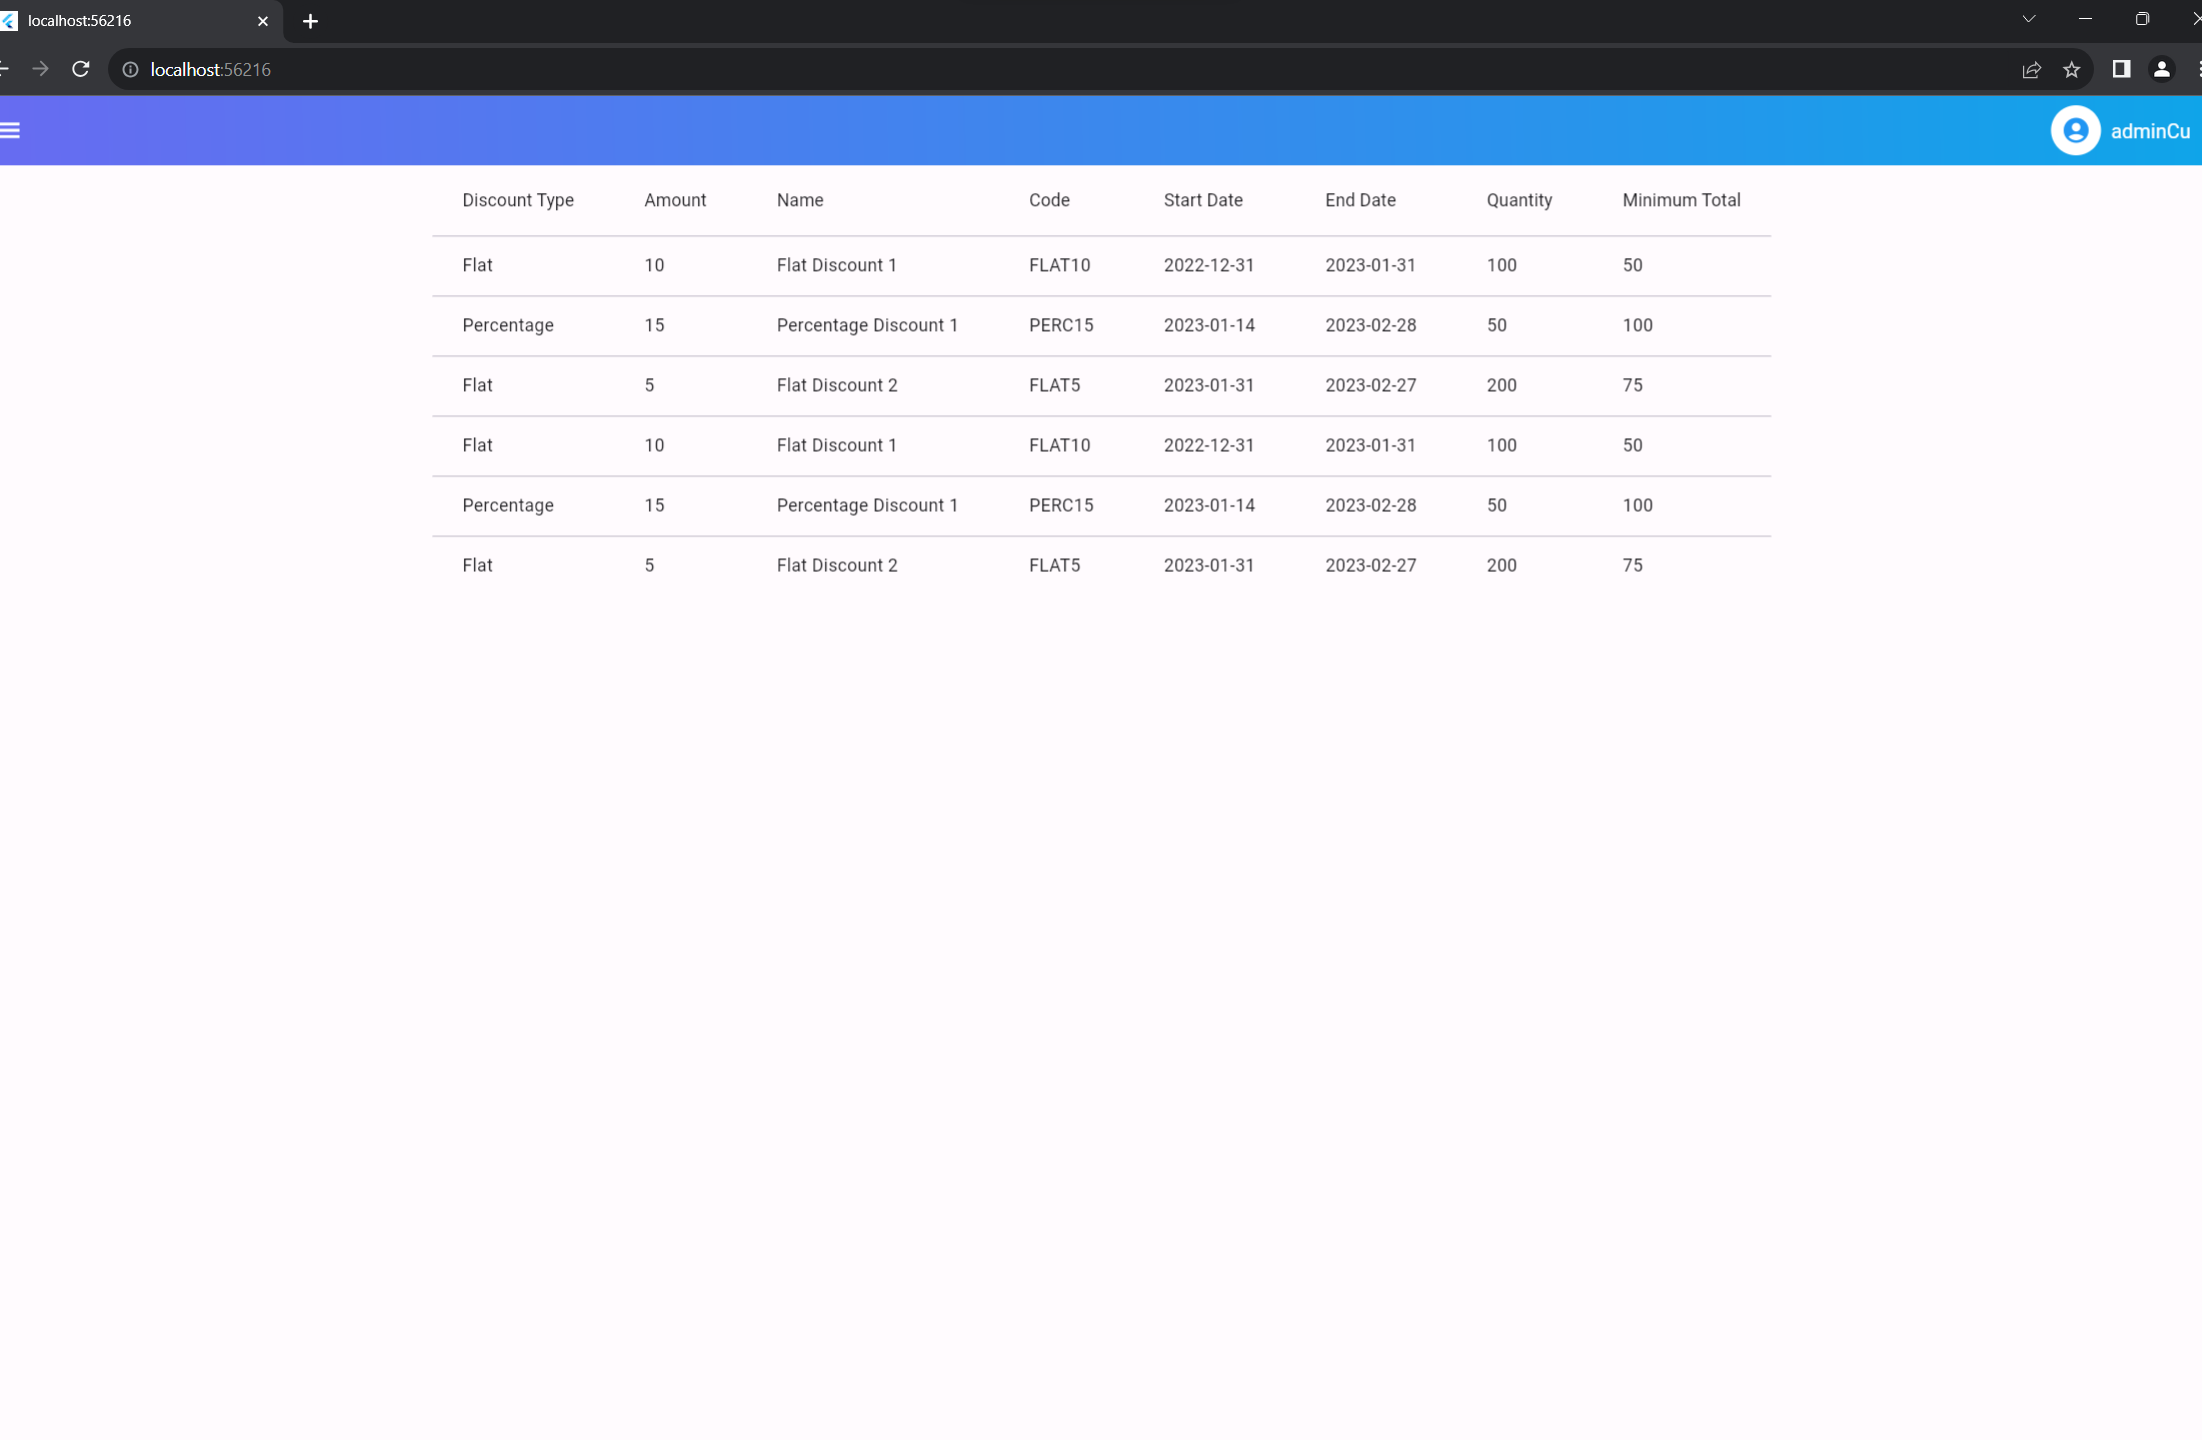 localhost:56216
localhost:56216
adminCu
Discount Type Amount Name Code Start Date End Date Quantity Minimum Total
Flat 10 Flat Discount 1 FLAT10 2022-12-31 2023-01-31 100 50
Percentage 15 Percentage Discount 1 PERC15 2023-01-14 2023-02-28 50 100
Flat 5 Flat Discount 2 FLAT5 2023-01-31 2023-02-27 200 75
Flat 10 Flat Discount 1 FLAT10 2022-12-31 2023-01-31 100 50
Percentage 15 Percentage Discount 1 PERC15 2023-01-14 2023-02-28 50 100
Flat 5 Flat Discount 2 FLAT5 2023-01-31 2023-02-27 200 75